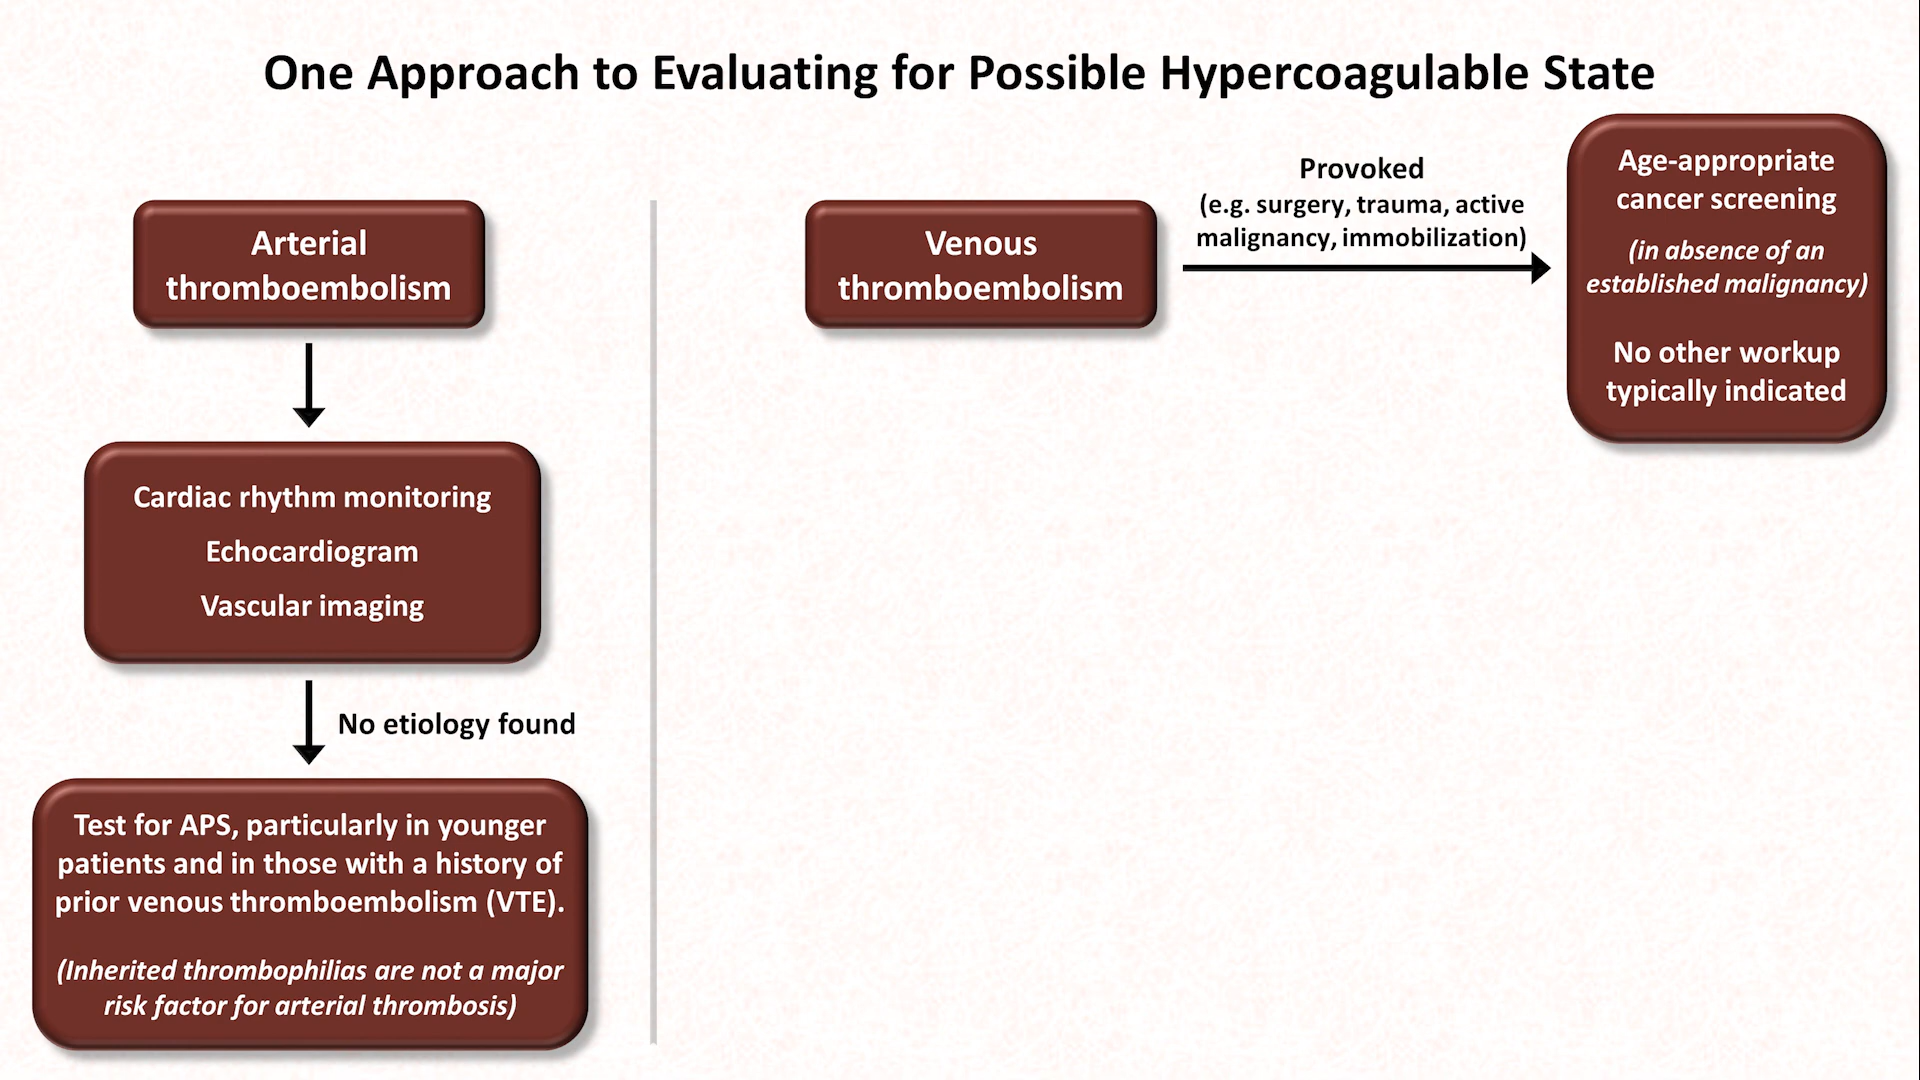 One Approach to Evaluating for Possible Hypercoagulable State
Arterial
thromboembolism
Cardiac rhythm monitoring
Echocardiogram
Vascular imaging
No etiology found
Test for APS, particularly in younger
patients and in those with a history of
prior venous thromboembolism (VTE).
(Inherited thrombophilias are not a major
risk factor for arterial thrombosis)
Venous
thromboembolism
Provoked
(e.g. surgery, trauma, active
malignancy, immobilization)
Age-appropriate
cancer screening
(in absence of an
established malignancy)
No other workup
typically indicated